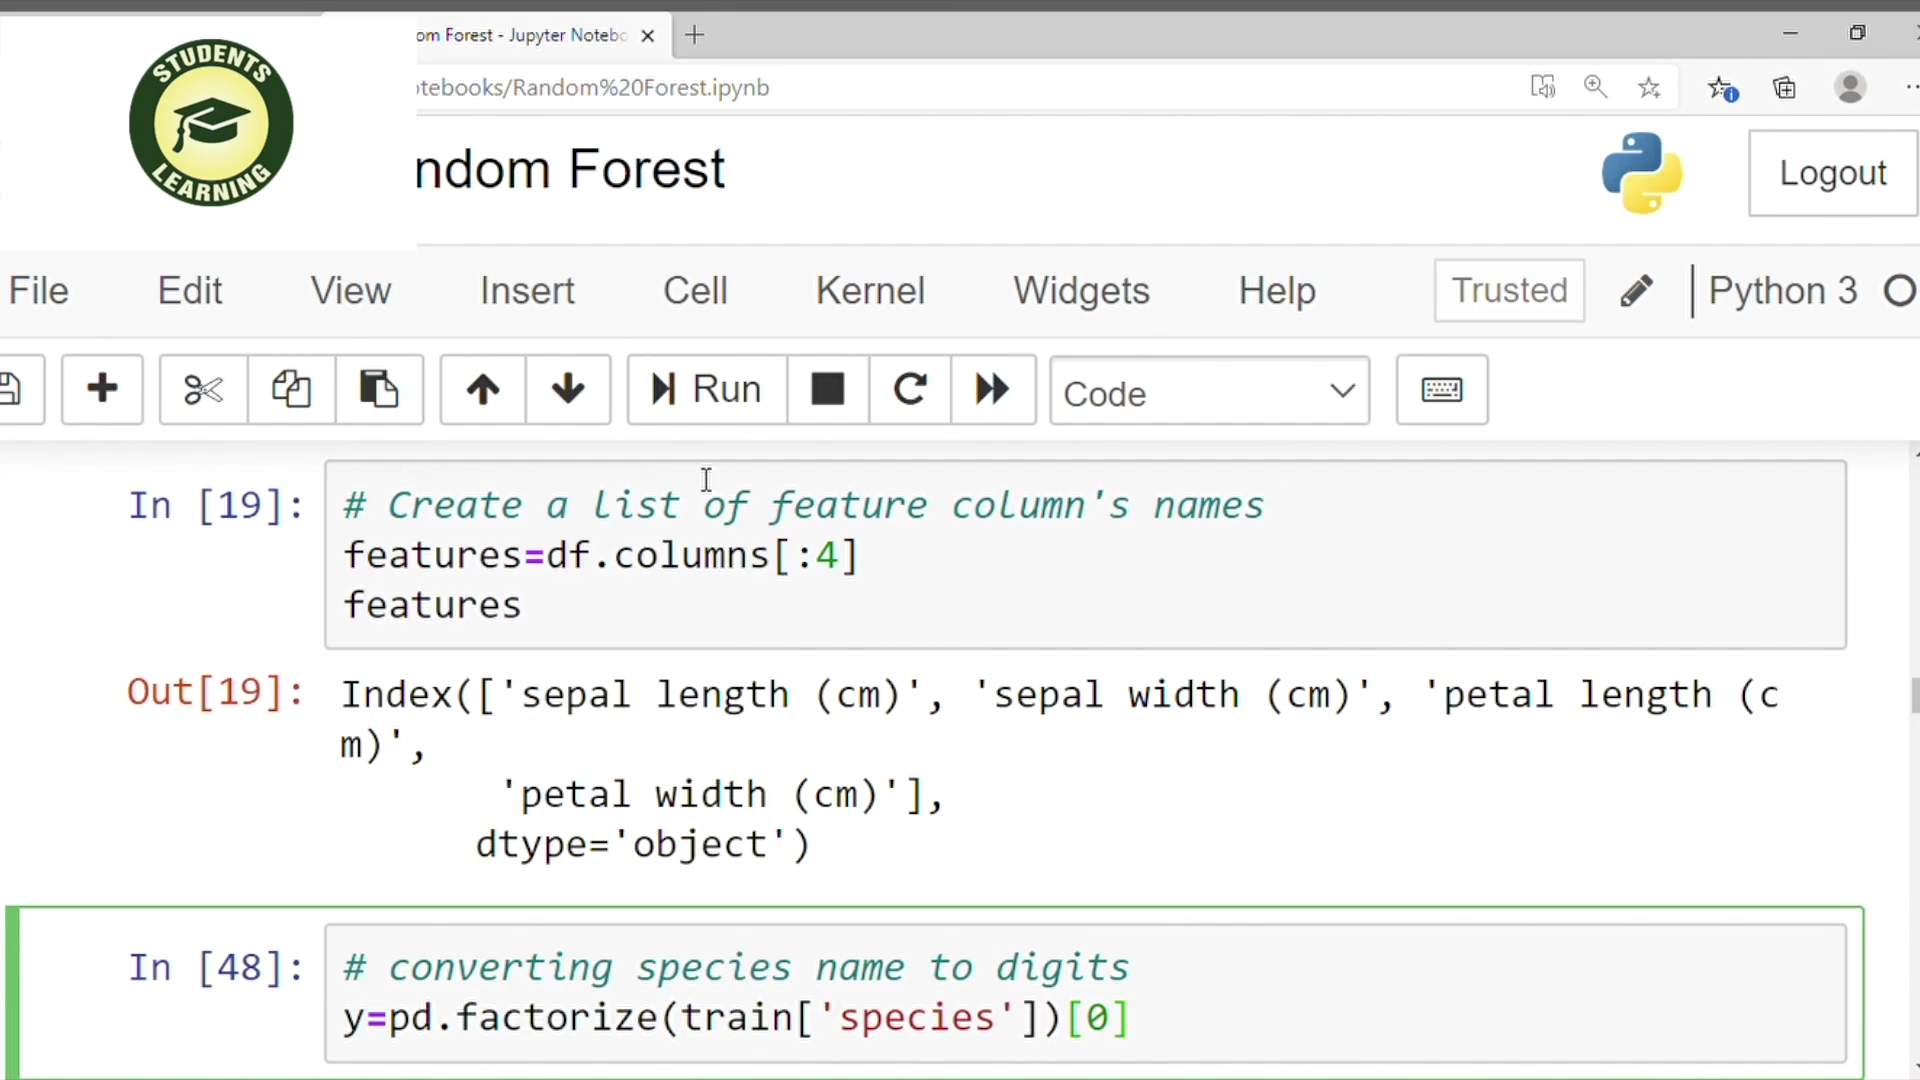 STUDENTS
LEARNING
om Forest - Jupyter Notebo
tebooks/Random%20Forest.ipynb
ndom Forest
Logout
File Edit View Insert Cell Kernel Widgets Help Trusted Python 3
Run Code
In [19]: # Create a list of feature column's names
features=df.columns[:4]
features
Out[19]: Index(['sepal length (cm)', 'sepal width (cm)', 'petal length (c
m)',
'petal width (cm)'],
dtype='object')
In [48]: # converting species name to digits
y=pd.factorize(train['species'])[0]